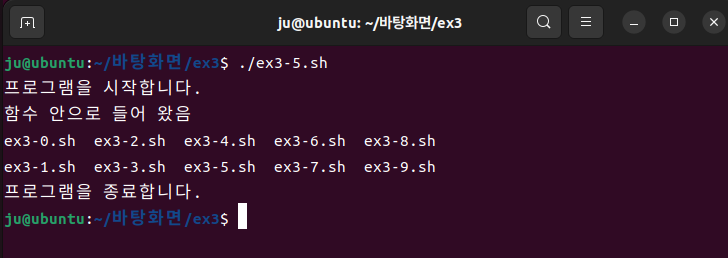 ju@ubuntu: ~/바탕화면/ex3
ju@ubuntu:~/바탕화면/ex3$ ./ex3-5.sh
프로그램을 시작합니다.
함수 안으로 들어 왔음
ex3-0.sh  ex3-2.sh  ex3-4.sh  ex3-6.sh  ex3-8.sh
ex3-1.sh  ex3-3.sh  ex3-5.sh  ex3-7.sh  ex3-9.sh
프로그램을 종료합니다.
ju@ubuntu:~/바탕화면/ex3$